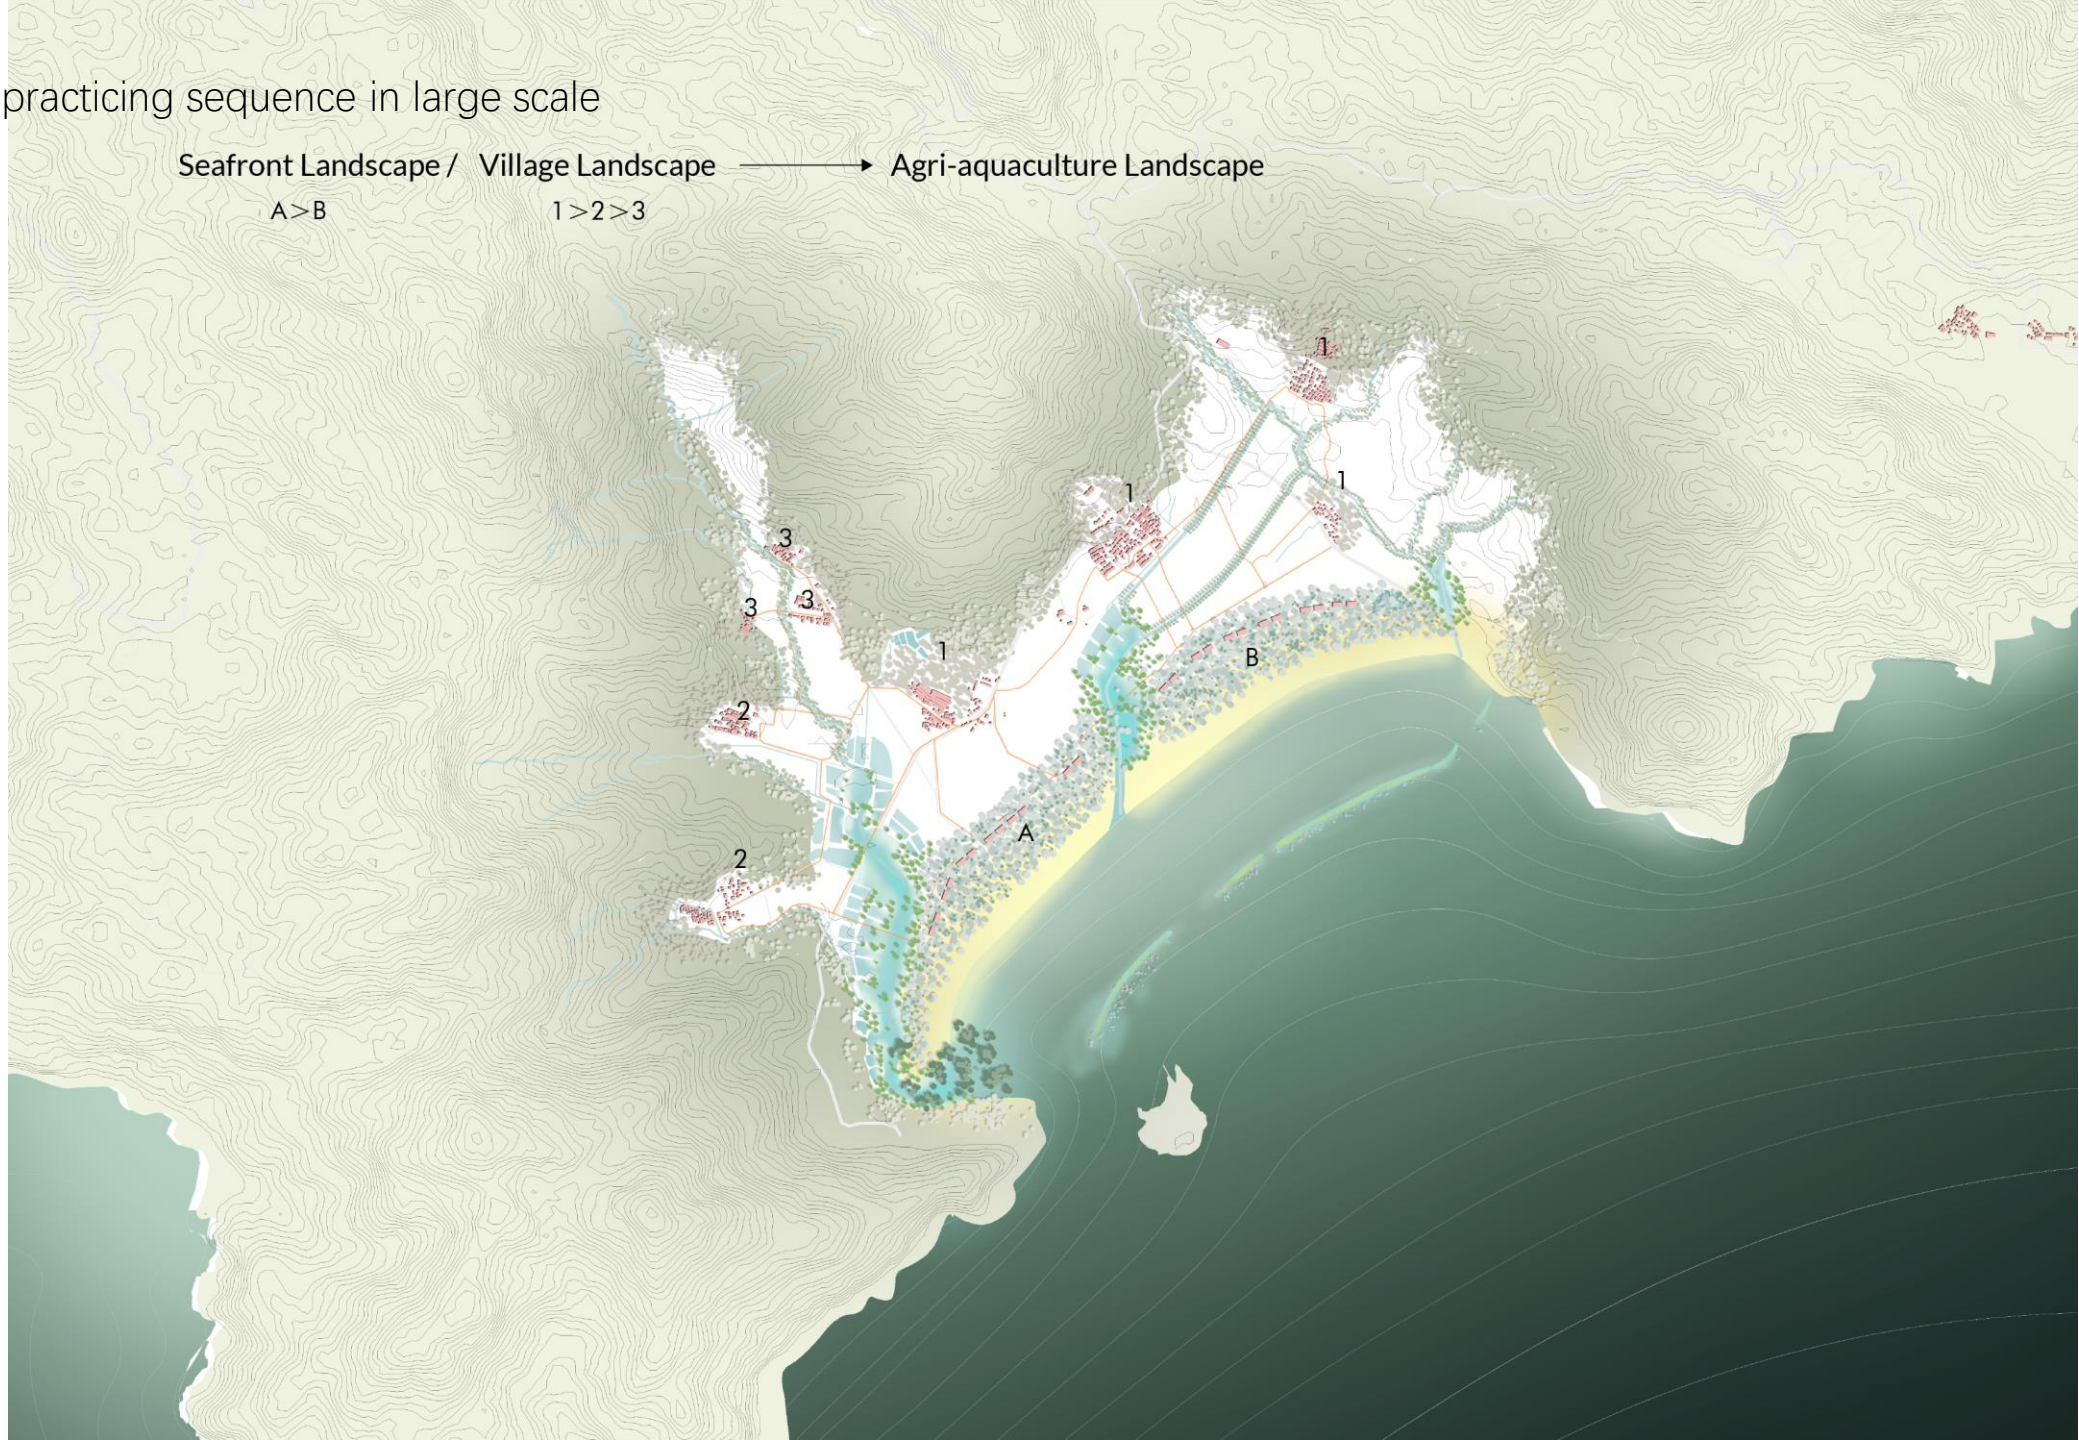 practicing sequence in large scale
Seafront Landscape / Village Landscape Agri-aquaculture Landscape
A>B 1>2>3
1
1
1
3
3
3
1
B
2
A
2